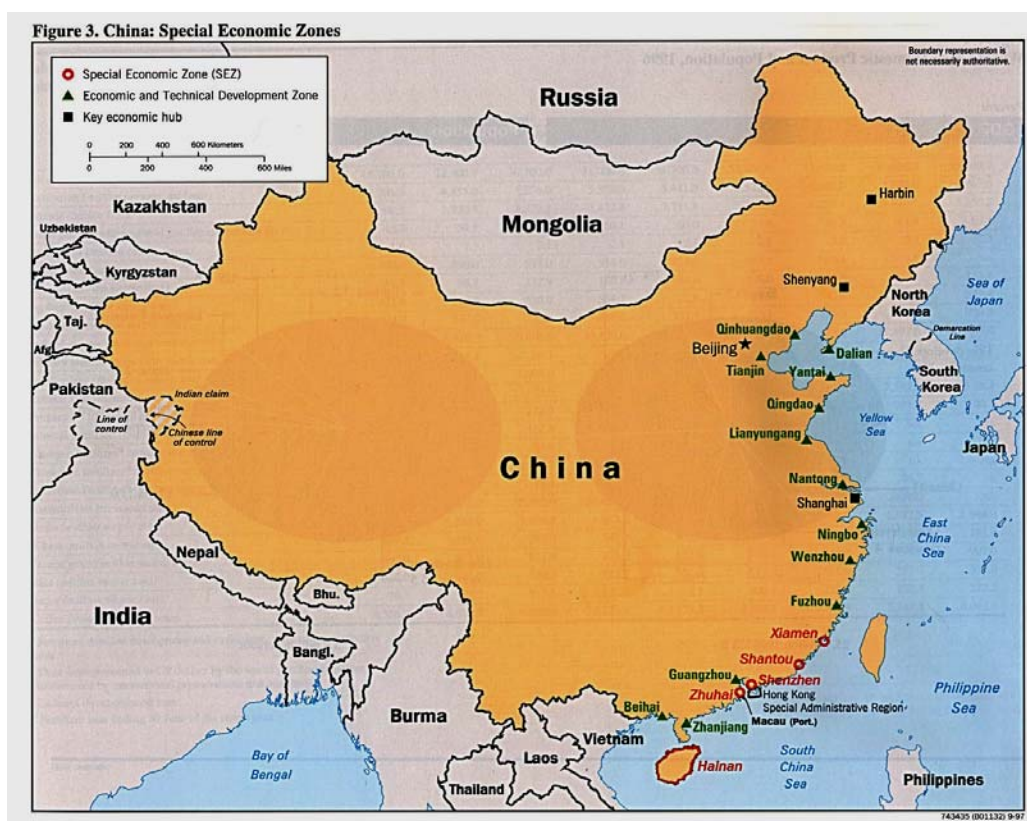 Figure 3. China: Special Economic Zones
Boundary representation is
not necessarily authoritative.
Special Economic Zone (SEZ)
Economic and Technical Development Zone
Key economic hub
0 200 400 600 Kilometers
0 200 400 600 Miles
Russia
Kazakhstan
Mongolia
Harbin
Uzbekistan
Kyrgyzstan
Shenyang
North
Korea
Sea of
Japan
Taj.
Afg.
Qinhuangdao
Beijing
Demarcation
Line
Dalian
Tianjin
Yantai
South
Korea
Pakistan
Indian claim
Line of
control
Chinese line
of control
Qingdao
Yellow
Sea
Lianyungang
Japan
China
Nantong
Shanghai
Ningbo
East
China
Sea
Nepal
Wenzhou
Bhu.
Fuzhou
India
Xiamen
Bangl.
Shantou
Guangzhou
Shenzhen
Zhuhai
Hong Kong
Special Administrative Region
Macau (Port.)
Philippine
Sea
Burma
Beihai
Zhanjiang
Vietnam
Bay of
Bengal
Laos
Hainan
South
China
Sea
Thailand
Philippines
743435 (B01132) 9-97